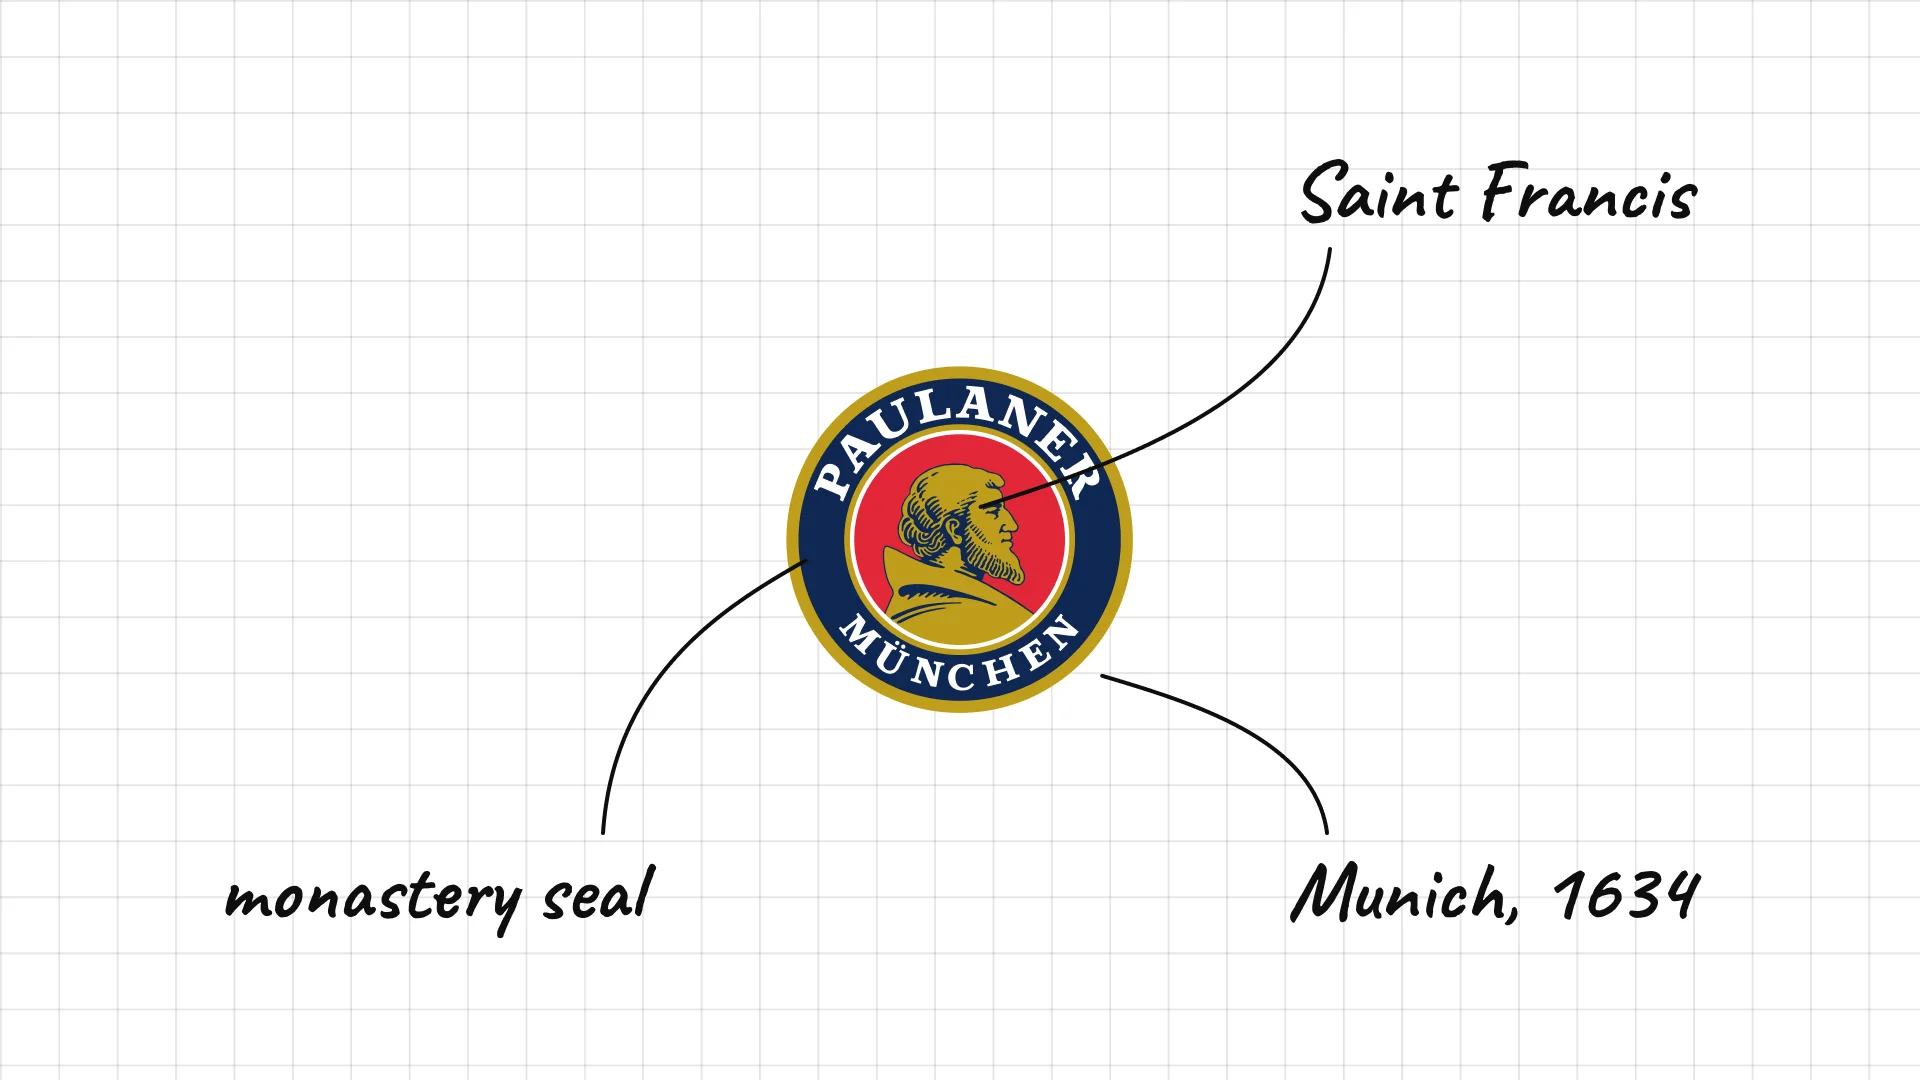 Saint Francis
PAULANER
MÜNCHEN
monastery seal
Munich, 1634